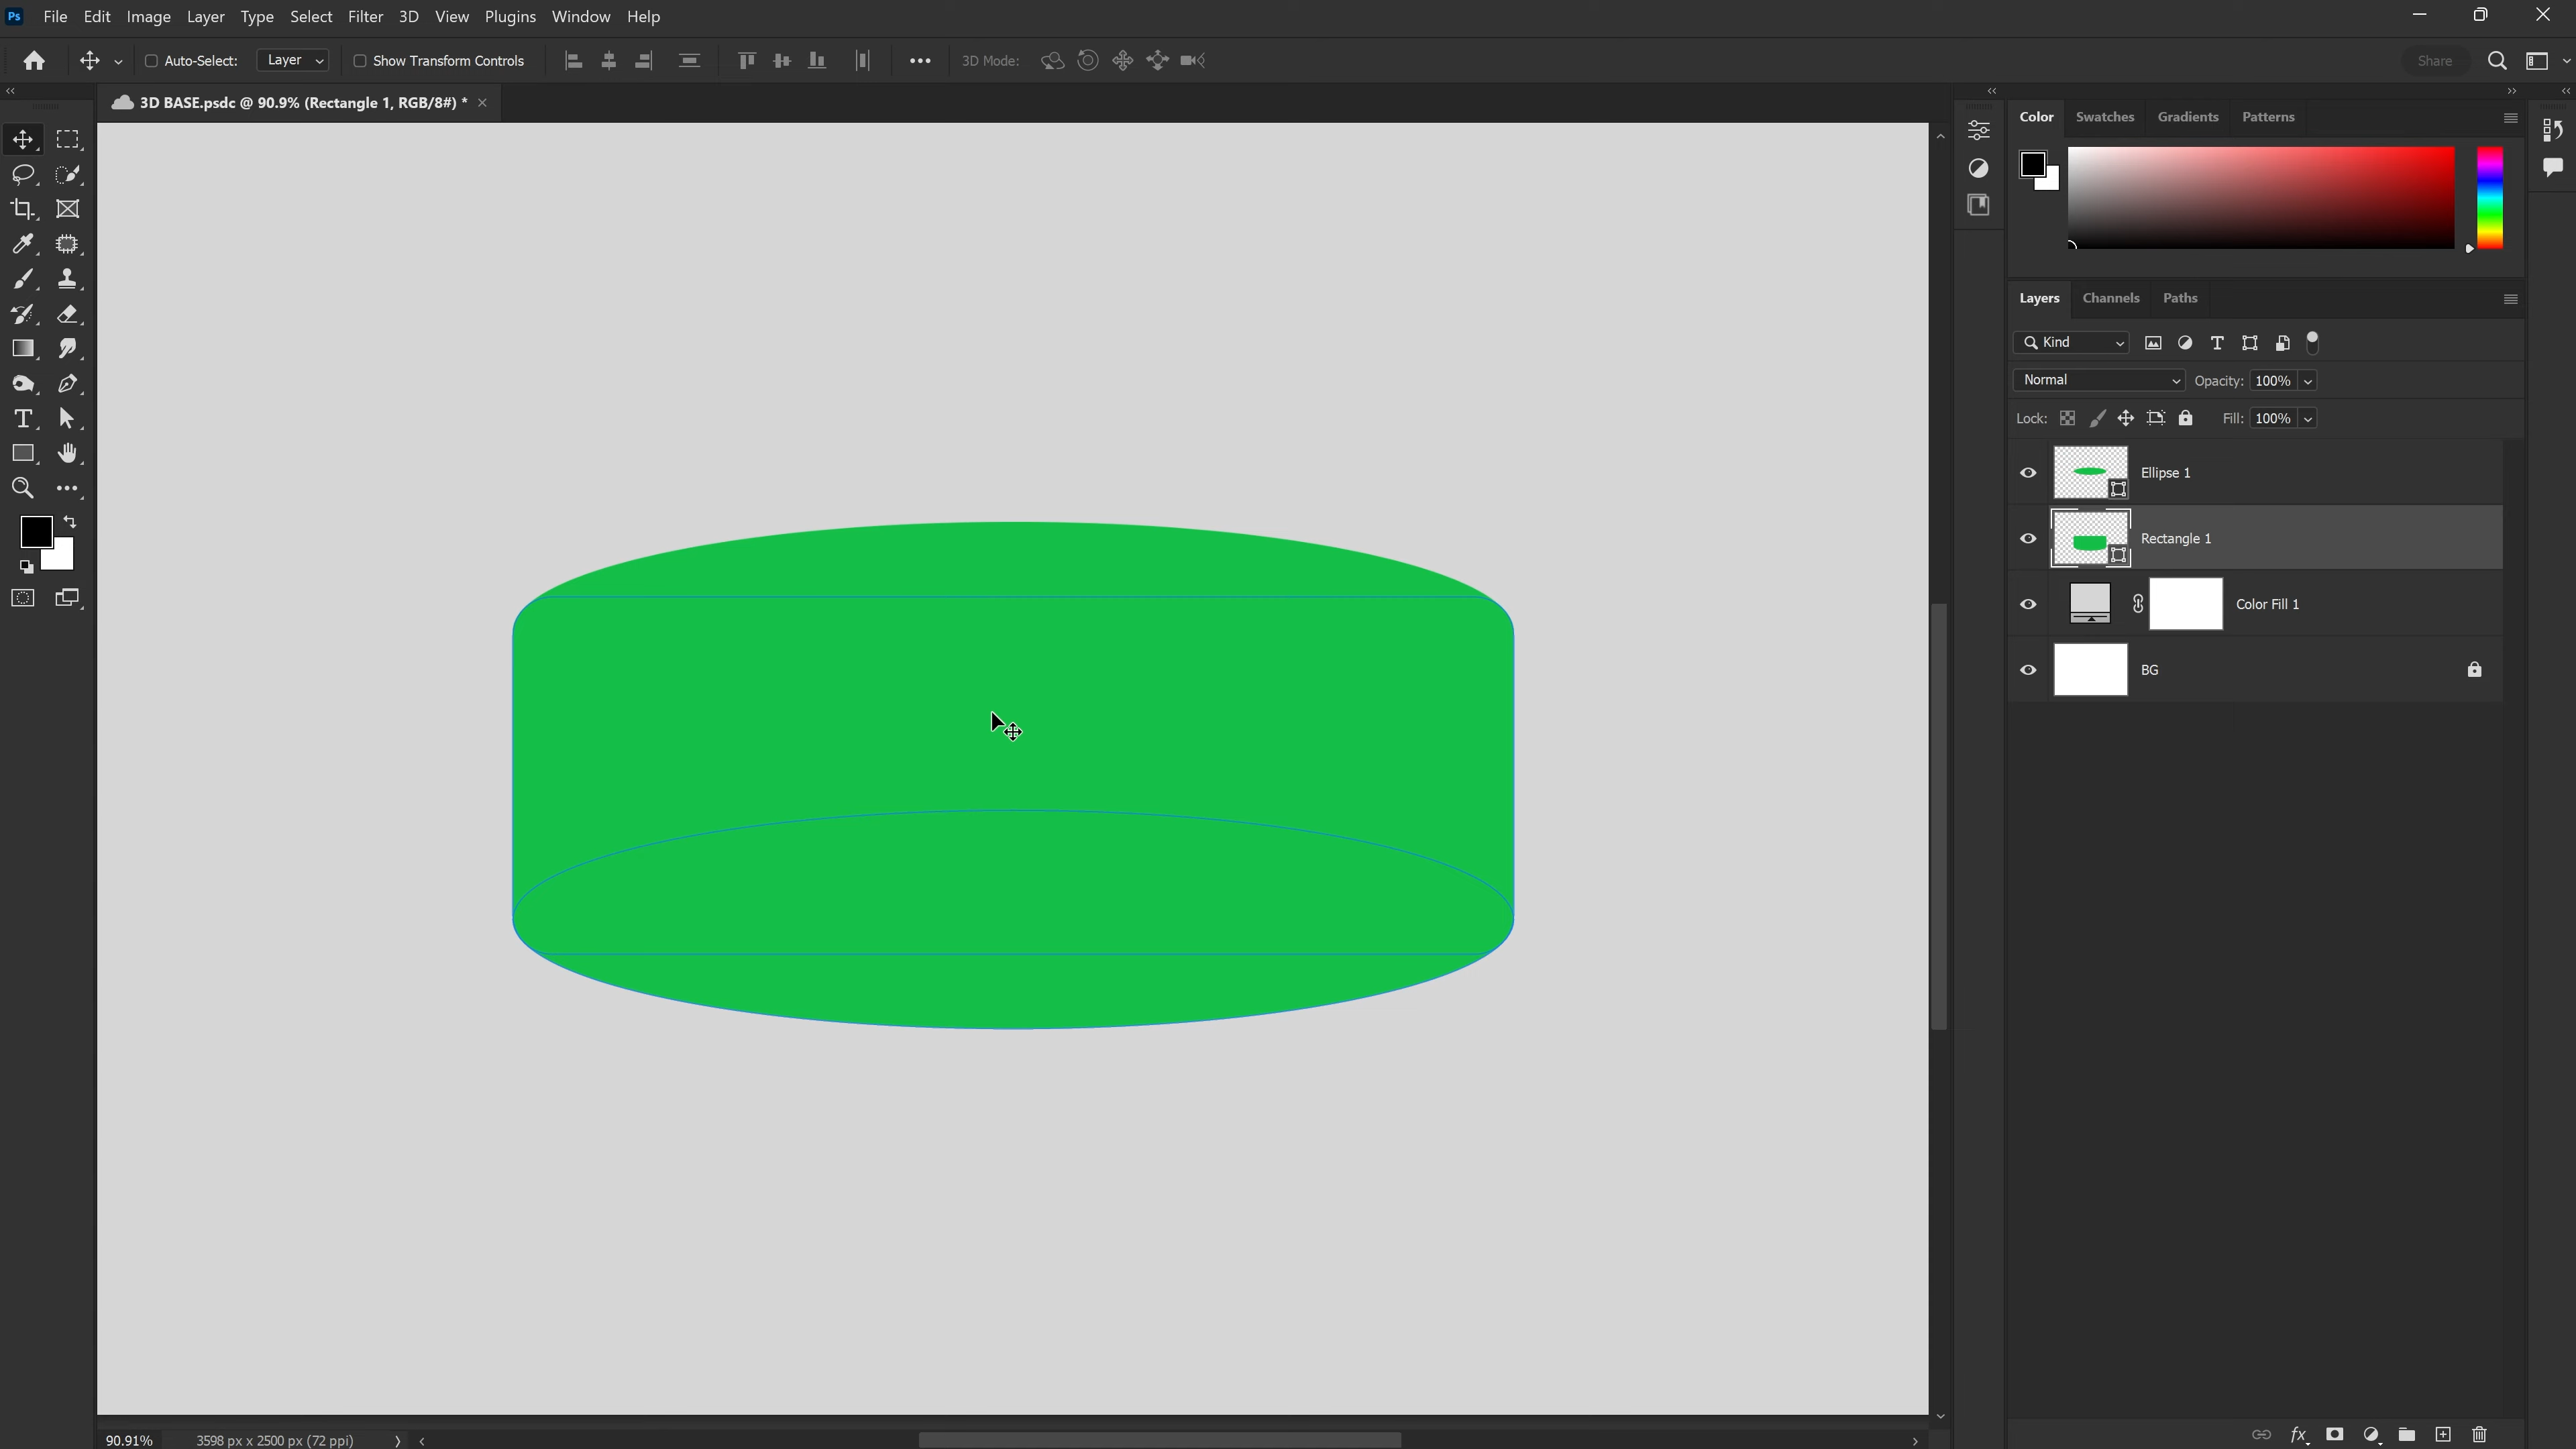 Ps File Edit Image Layer Type Select Filter 3D View Plugins Window Help
Auto-Select: Layer Show Transform Controls 3D Mode: Share
3D BASE.psdc @ 90.9% (Rectangle 1, RGB/8#) *
Color Swatches Gradients Patterns
Layers Channels Paths
Kind
Normal Opacity: 100%
Lock: Fill: 100%
Ellipse 1
Rectangle 1
Color Fill 1
BG
90.91% 3598 px x 2500 px (72 ppi)